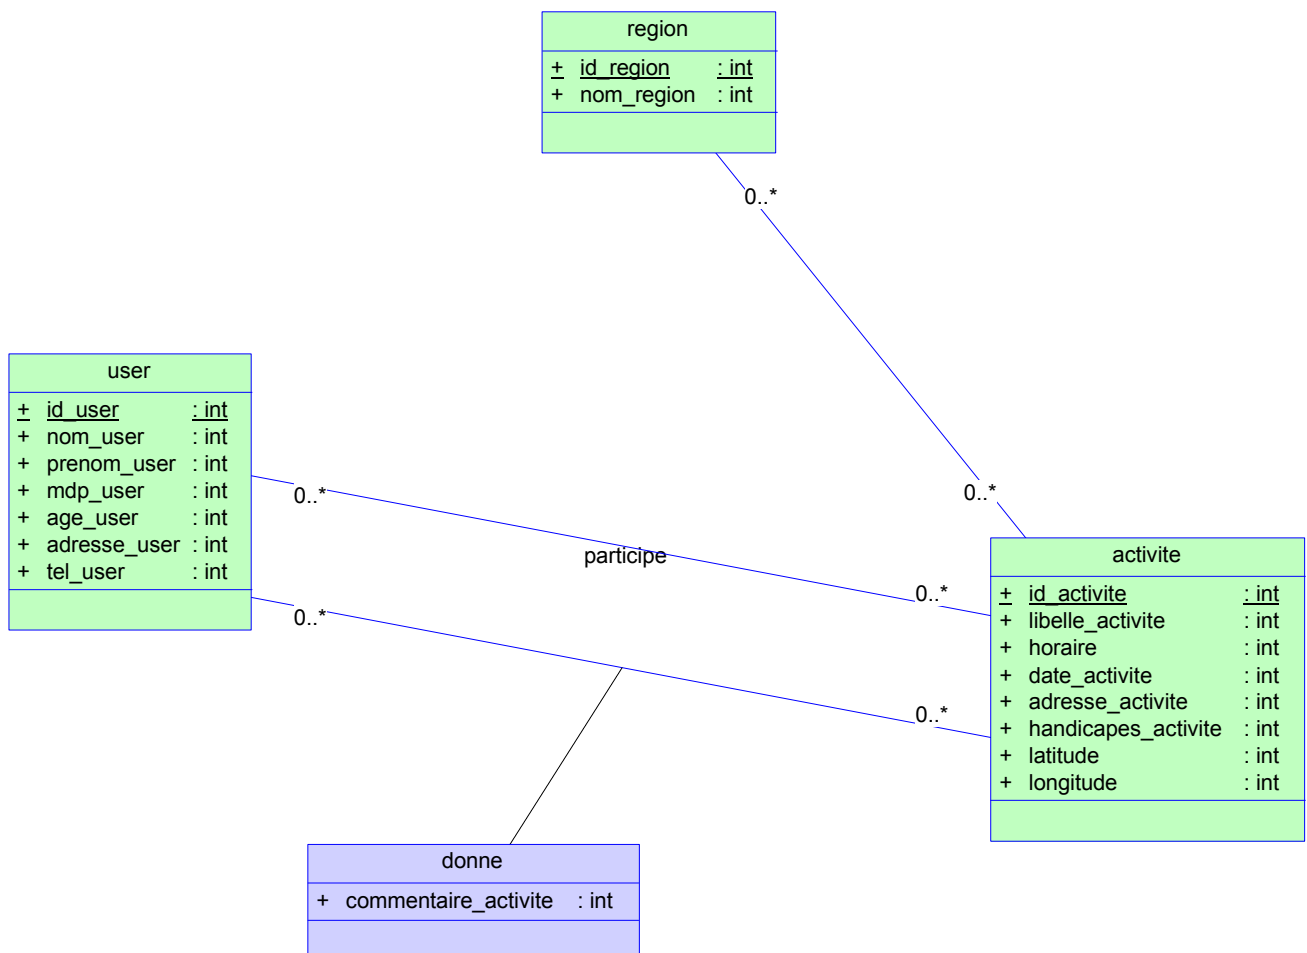 region
+ id_region : int
+ nom_region : int
0..*
0..*
user
+ id_user : int
+ nom_user : int
+ prenom_user : int
+ mdp_user : int
+ age_user : int
+ adresse_user : int
+ tel_user : int
0..*
participe
0..*
0..*
0..*
activite
+ id_activite : int
+ libelle_activite : int
+ horaire : int
+ date_activite : int
+ adresse_activite : int
+ handicapes_activite : int
+ latitude : int
+ longitude : int
donne
+ commentaire_activite : int